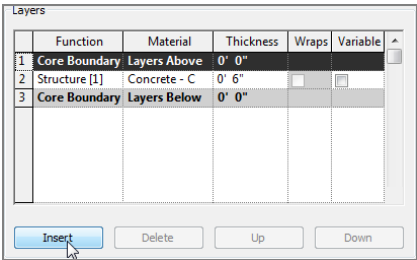 Layers
Function Material Thickness Wraps Variable
1 Core Boundary Layers Above 0' 0"
2 Structure [1] Concrete - C 0' 6"
3 Core Boundary Layers Below 0' 0"
Insert Delete Up Down